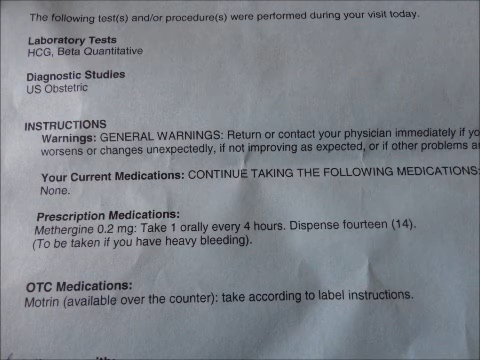 The following test(s) and/or procedure(s) were performed during your visit today.
Laboratory Tests
HCG, Beta Quantitative
Diagnostic Studies
US Obstetric
INSTRUCTIONS
Warnings: GENERAL WARNINGS: Return or contact your physician immediately if
worsens or changes unexpectedly, if not improving as expected, or if other problems
Your Current Medications: CONTINUE TAKING THE FOLLOWING MEDICATIONS:
None.
Prescription Medications:
Methergine 0.2 mg: Take 1 orally every 4 hours. Dispense fourteen (14).
(To be taken if you have heavy bleeding).
OTC Medications:
Motrin (available over the counter): take according to label instructions.